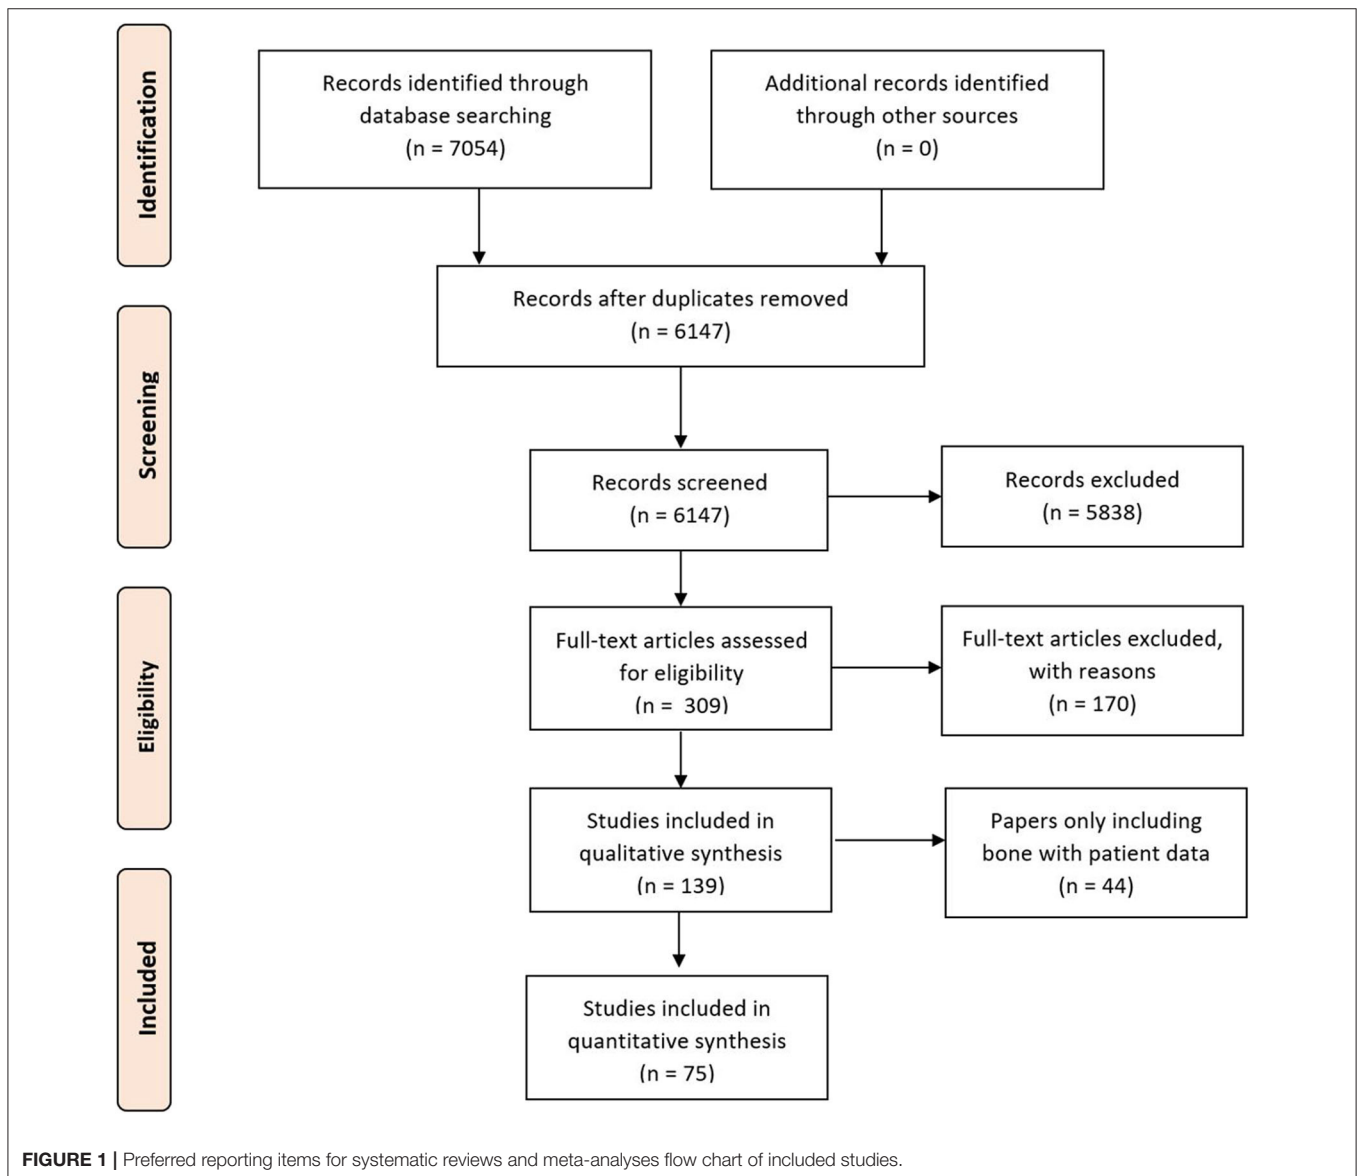 Identification
Records identified through
database searching
(n = 7054)
Additional records identified
through other sources
(n = 0)
Records after duplicates removed
(n = 6147)
Screening
Records screened
(n = 6147)
Records excluded
(n = 5838)
Eligibility
Full-text articles assessed
for eligibility
(n = 309)
Full-text articles excluded,
with reasons
(n = 170)
Studies included in
qualitative synthesis
(n = 139)
Papers only including
bone with patient data
(n = 44)
Included
Studies included in
quantitative synthesis
(n = 75)
FIGURE 1 | Preferred reporting items for systematic reviews and meta-analyses flow chart of included studies.